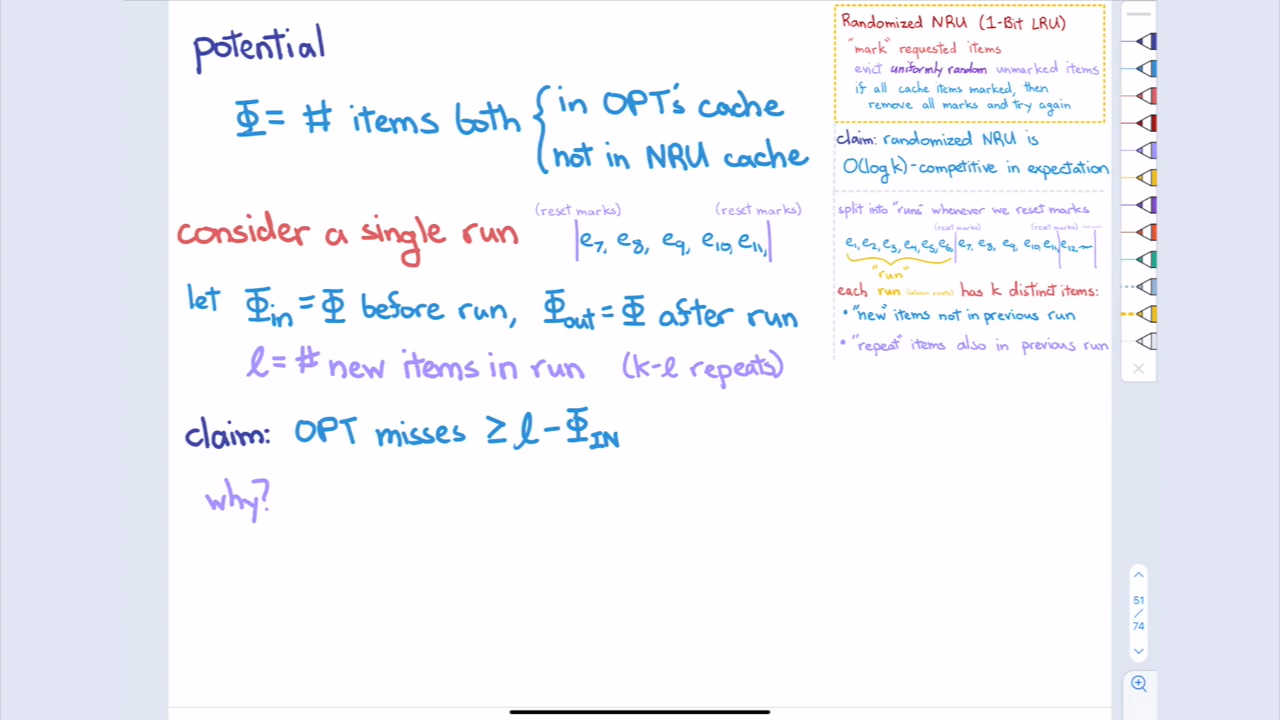 potential
Φ = # items both { in OPT's cache
not in NRU cache
consider a single run
(reset marks) (reset marks)
| e7, e8, e9, e10, e11, |
let Φin = Φ before run, Φout = Φ after run
l = # new items in run (k-l repeats)
claim: OPT misses ≥ l - ΦIN
why?
Randomized NRU (1-Bit LRU)
"mark" requested items
evict uniformly random unmarked items
if all cache items marked, then
remove all marks and try again
claim: randomized NRU is
O(log k)-competitive in expectation
split into "runs" whenever we reset marks
(reset marks) (reset marks)
e1, e2, e3, e4, e5, e6, | e7, e8, e9, e10, e11, | e12, ~ |
"run"
each run has k distinct items:
• "new" items not in previous run
• "repeat" items also in previous run
51
/
74